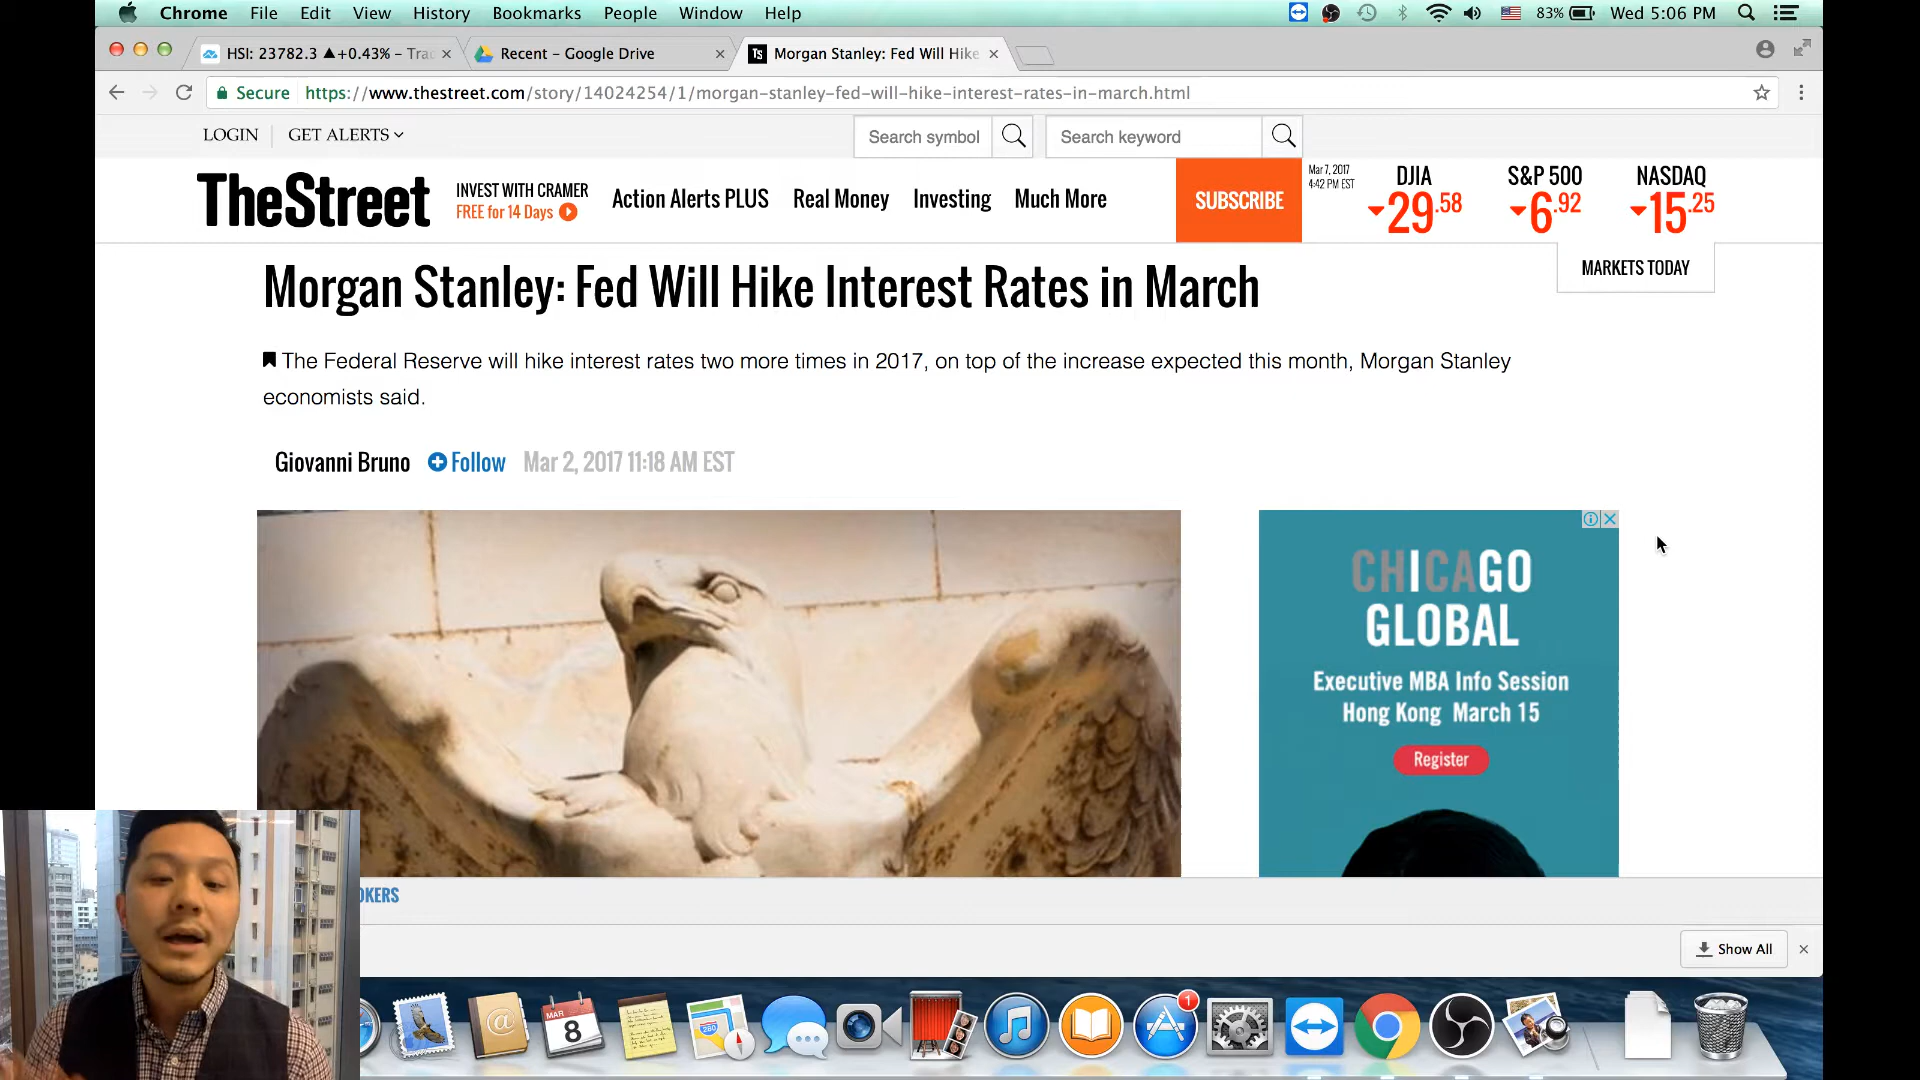 Chrome File Edit View History Bookmarks People Window Help 83% Wed 5:06 PM
HSI: 23782.3 ▲+0.43% – Trac
Recent – Google Drive
TS Morgan Stanley: Fed Will Hike
Secure https://www.thestreet.com/story/14024254/1/morgan-stanley-fed-will-hike-interest-rates-in-march.html
LOGIN GET ALERTS
Search symbol
Search keyword
TheStreet
INVEST WITH CRAMER
FREE for 14 Days
Action Alerts PLUS Real Money Investing Much More
SUBSCRIBE
Mar 7, 2017
4:42 PM EST
DJIA
29.58
S&P 500
6.92
NASDAQ
15.25
MARKETS TODAY
Morgan Stanley: Fed Will Hike Interest Rates in March
The Federal Reserve will hike interest rates two more times in 2017, on top of the increase expected this month, Morgan Stanley
economists said.
Giovanni Bruno Follow Mar 2, 2017 11:18 AM EST
CHICAGO
GLOBAL
Executive MBA Info Session
Hong Kong March 15
Register
OKERS
Show All
MAR
8
280
1